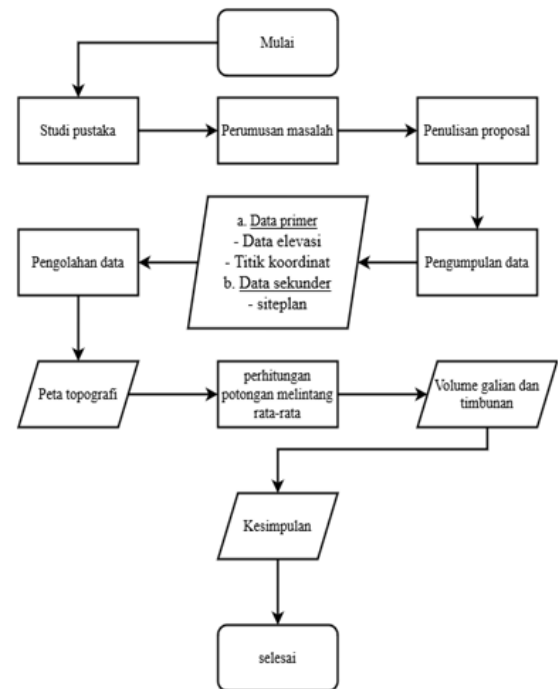 Mulai
Studi pustaka
Perumusan masalah
Penulisan proposal
Pengumpulan data
a. Data primer
- Data elevasi
- Titik koordinat
b. Data sekunder
- siteplan
Pengolahan data
Peta topografi
perhitungan
potongan melintang
rata-rata
Volume galian dan
timbunan
Kesimpulan
selesai